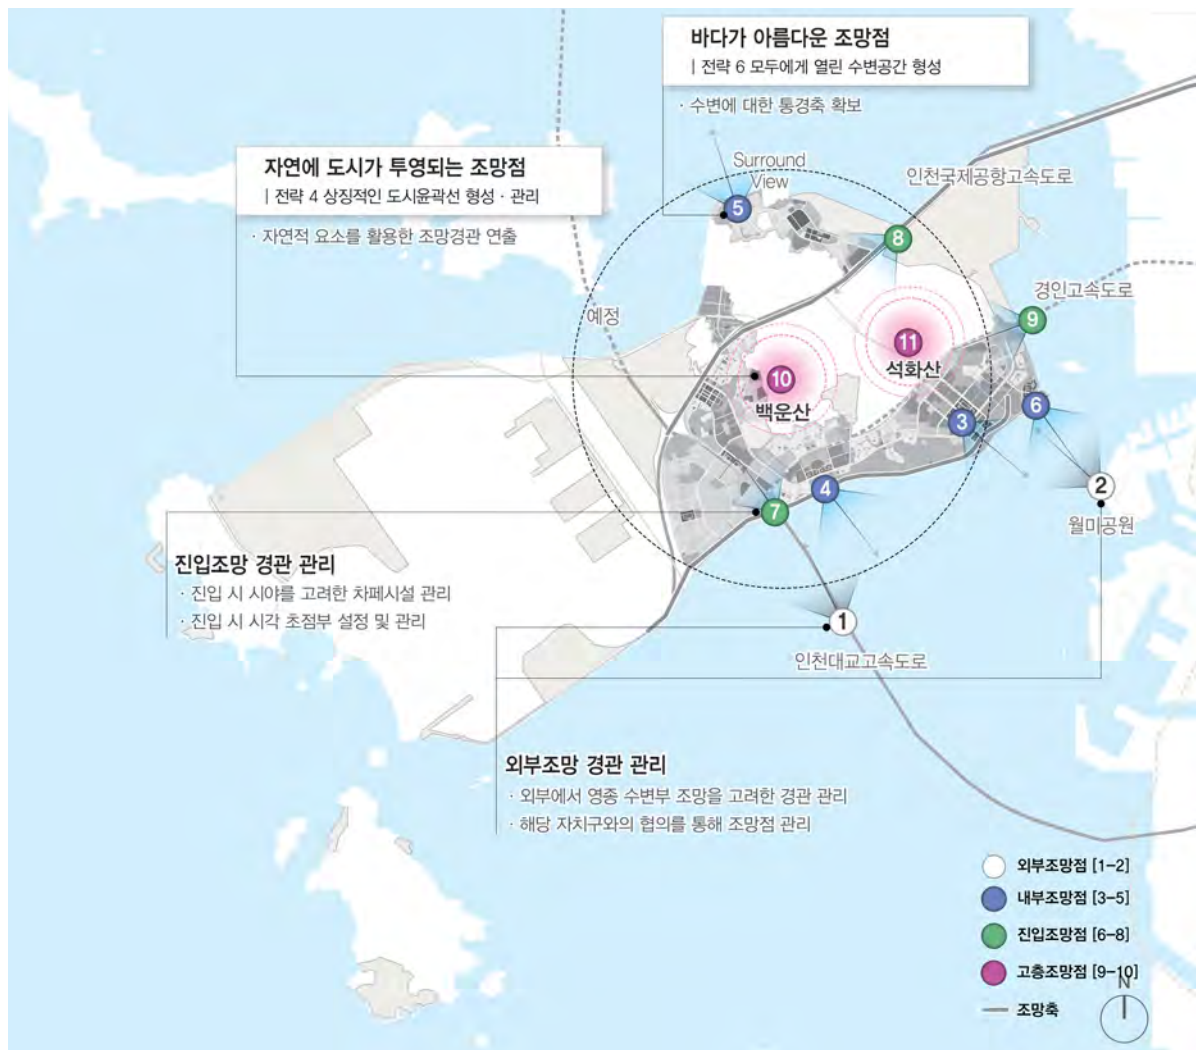 바다가 아름다운 조망점
| 전략 6 모두에게 열린 수변공간 형성
· 수변에 대한 통경축 확보
자연에 도시가 투영되는 조망점
| 전략 4 상징적인 도시윤곽선 형성 · 관리
· 자연적 요소를 활용한 조망경관 연출
Surround
View
인천국제공항고속도로
5
8
경인고속도로
예정
9
11
석화산
10
백운산
6
3
2
월미공원
4
7
진입조망 경관 관리
· 진입 시 시야를 고려한 차폐시설 관리
· 진입 시 시각 초점부 설정 및 관리
1
인천대교고속도로
외부조망 경관 관리
· 외부에서 영종 수변부 조망을 고려한 경관 관리
· 해당 자치구와의 협의를 통해 조망점 관리
외부조망점 [1-2]
내부조망점 [3-5]
진입조망점 [6-8]
고층조망점 [9-10]
N
조망축